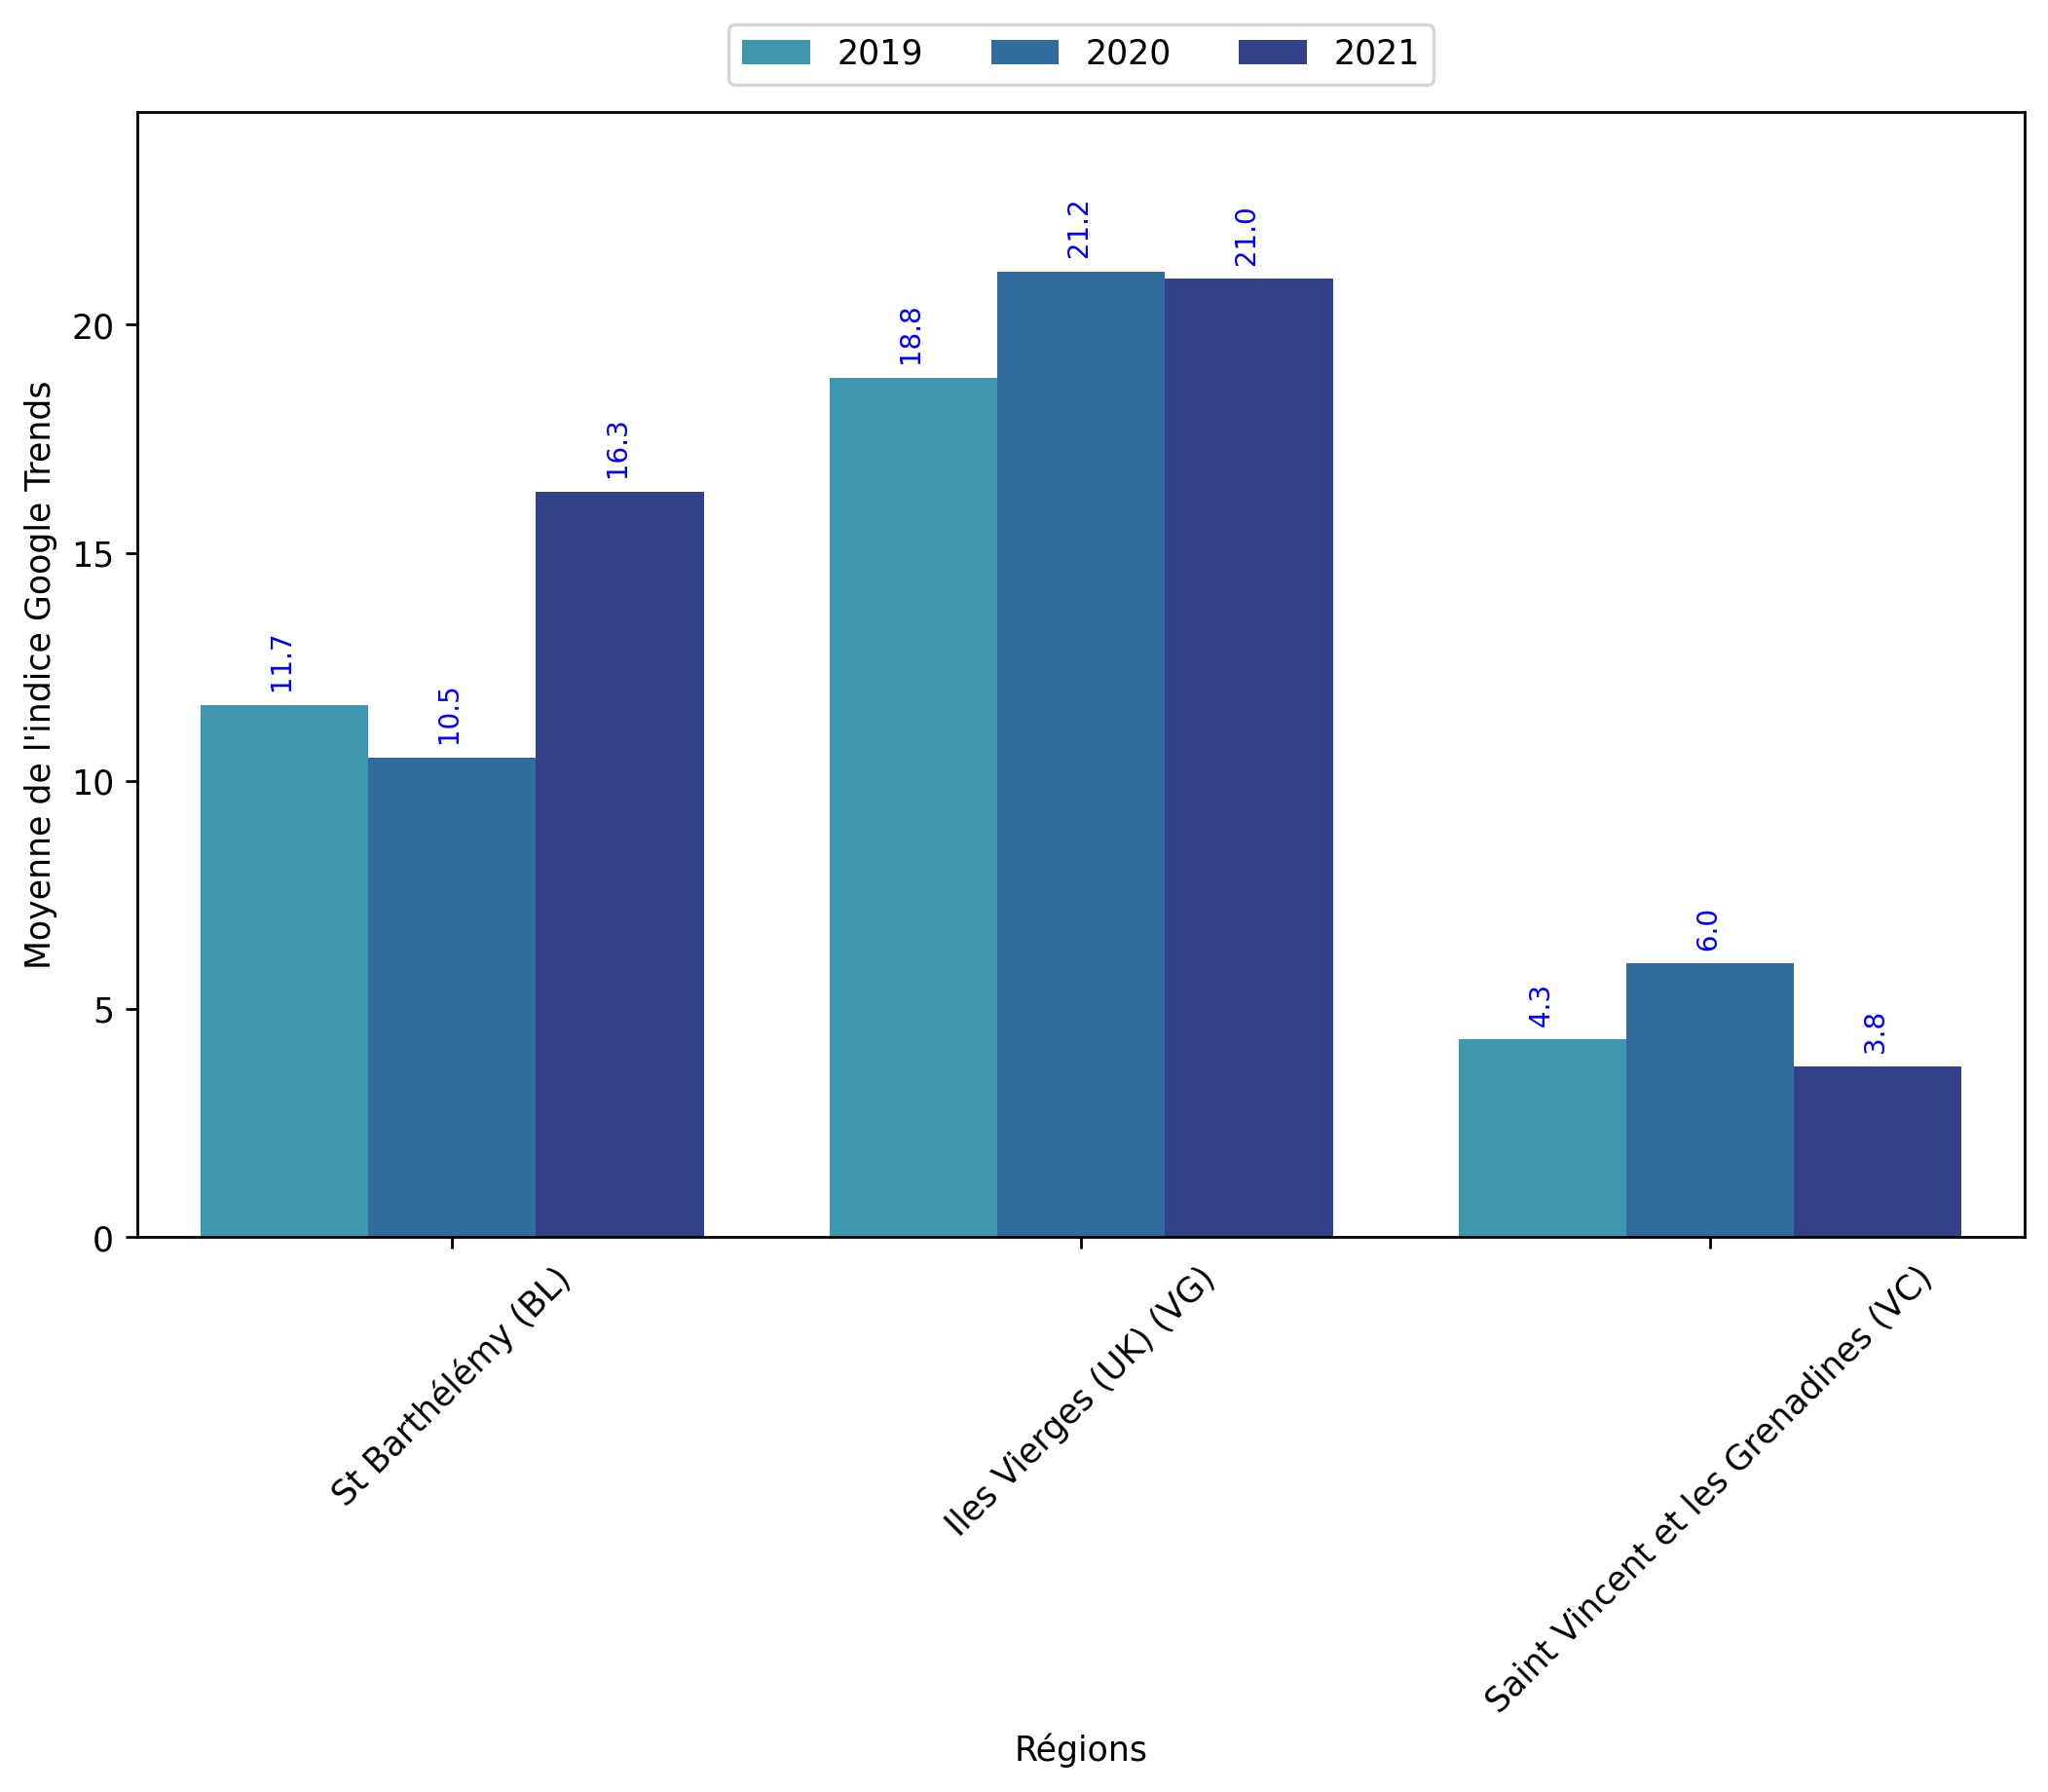 2019 2020 2021
Moyenne de l'indice Google Trends
20
15
10
5
0
11.7
10.5
16.3
18.8
21.2
21.0
4.3
6.0
3.8
St Barthélémy (BL)
Iles Vierges (UK) (VG)
Saint Vincent et les Grenadines (VC)
Régions